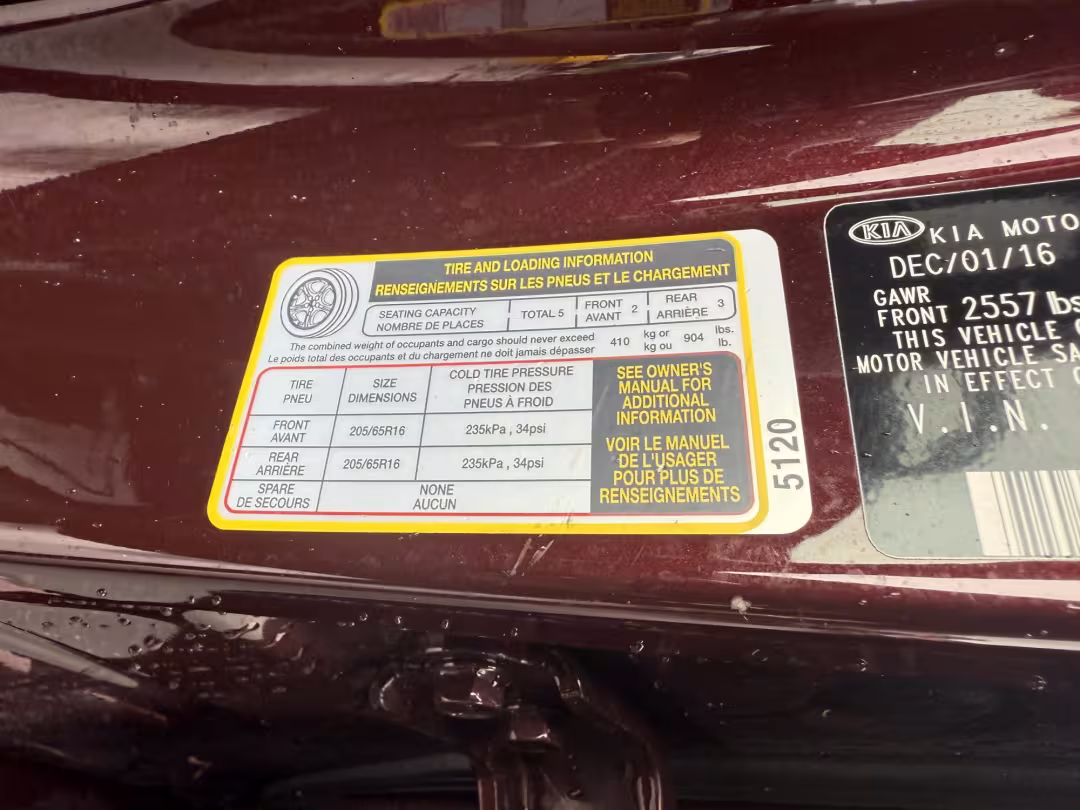 TIRE AND LOADING INFORMATION
RENSEIGNEMENTS SUR LES PNEUS ET LE CHARGEMENT
SEATING CAPACITY
NOMBRE DE PLACES
TOTAL 5
FRONT
AVANT 2
REAR
ARRIÈRE 3
The combined weight of occupants and cargo should never exceed 410 kg or 904 lbs.
Le poids total des occupants et du chargement ne doit jamais dépasser kg ou lb.
TIRE
PNEU
SIZE
DIMENSIONS
COLD TIRE PRESSURE
PRESSION DES
PNEUS À FROID
FRONT
AVANT
205/65R16
235kPa , 34psi
REAR
ARRIÈRE
205/65R16
235kPa , 34psi
SPARE
DE SECOURS
NONE
AUCUN
SEE OWNER'S
MANUAL FOR
ADDITIONAL
INFORMATION
VOIR LE MANUEL
DE L'USAGER
POUR PLUS DE
RENSEIGNEMENTS
5120
KIA KIA MOTO
DEC/01/16
GAWR
FRONT 2557 lbs
THIS VEHICLE
MOTOR VEHICLE SA
IN EFFECT
V.I.N.